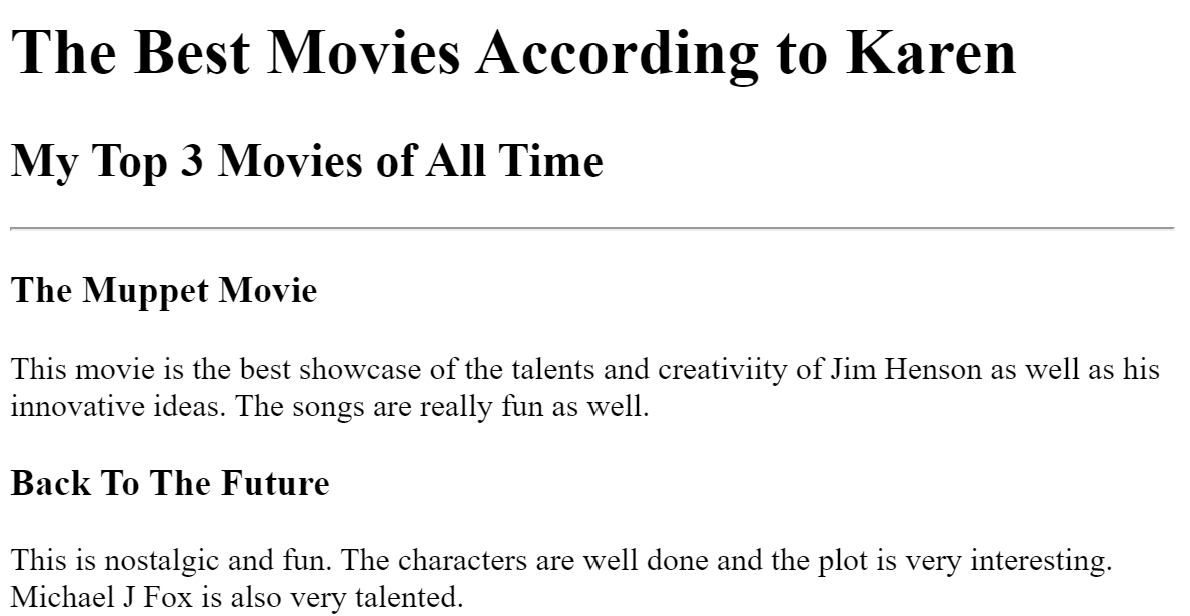 The Best Movies According to Karen
My Top 3 Movies of All Time
The Muppet Movie
This movie is the best showcase of the talents and creativiity of Jim Henson as well as his
innovative ideas. The songs are really fun as well.
Back To The Future
This is nostalgic and fun. The characters are well done and the plot is very interesting.
Michael J Fox is also very talented.